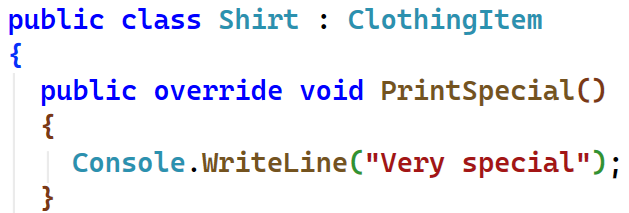 public class Shirt : ClothingItem
{
  public override void PrintSpecial()
  {
    Console.WriteLine("Very special");
  }